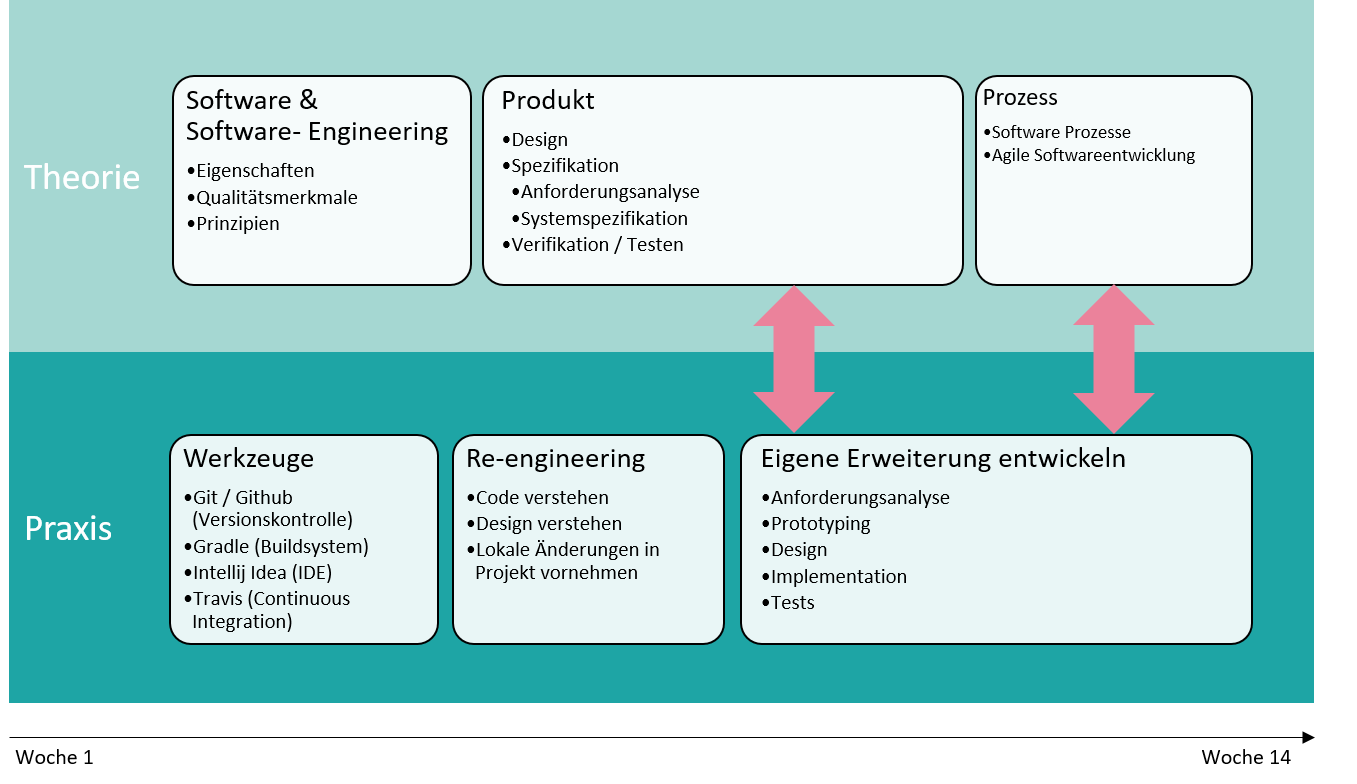 Theorie
Software &
Software- Engineering
•Eigenschaften
•Qualitätsmerkmale
•Prinzipien
Produkt
•Design
•Spezifikation
•Anforderungsanalyse
•Systemspezifikation
•Verifikation / Testen
Prozess
•Software Prozesse
•Agile Softwareentwicklung
Praxis
Werkzeuge
•Git / Github
(Versionskontrolle)
•Gradle (Buildsystem)
•Intellij Idea (IDE)
•Travis (Continuous
Integration)
Re-engineering
•Code verstehen
•Design verstehen
•Lokale Änderungen in
Projekt vornehmen
Eigene Erweiterung entwickeln
•Anforderungsanalyse
•Prototyping
•Design
•Implementation
•Tests
Woche 1
Woche 14